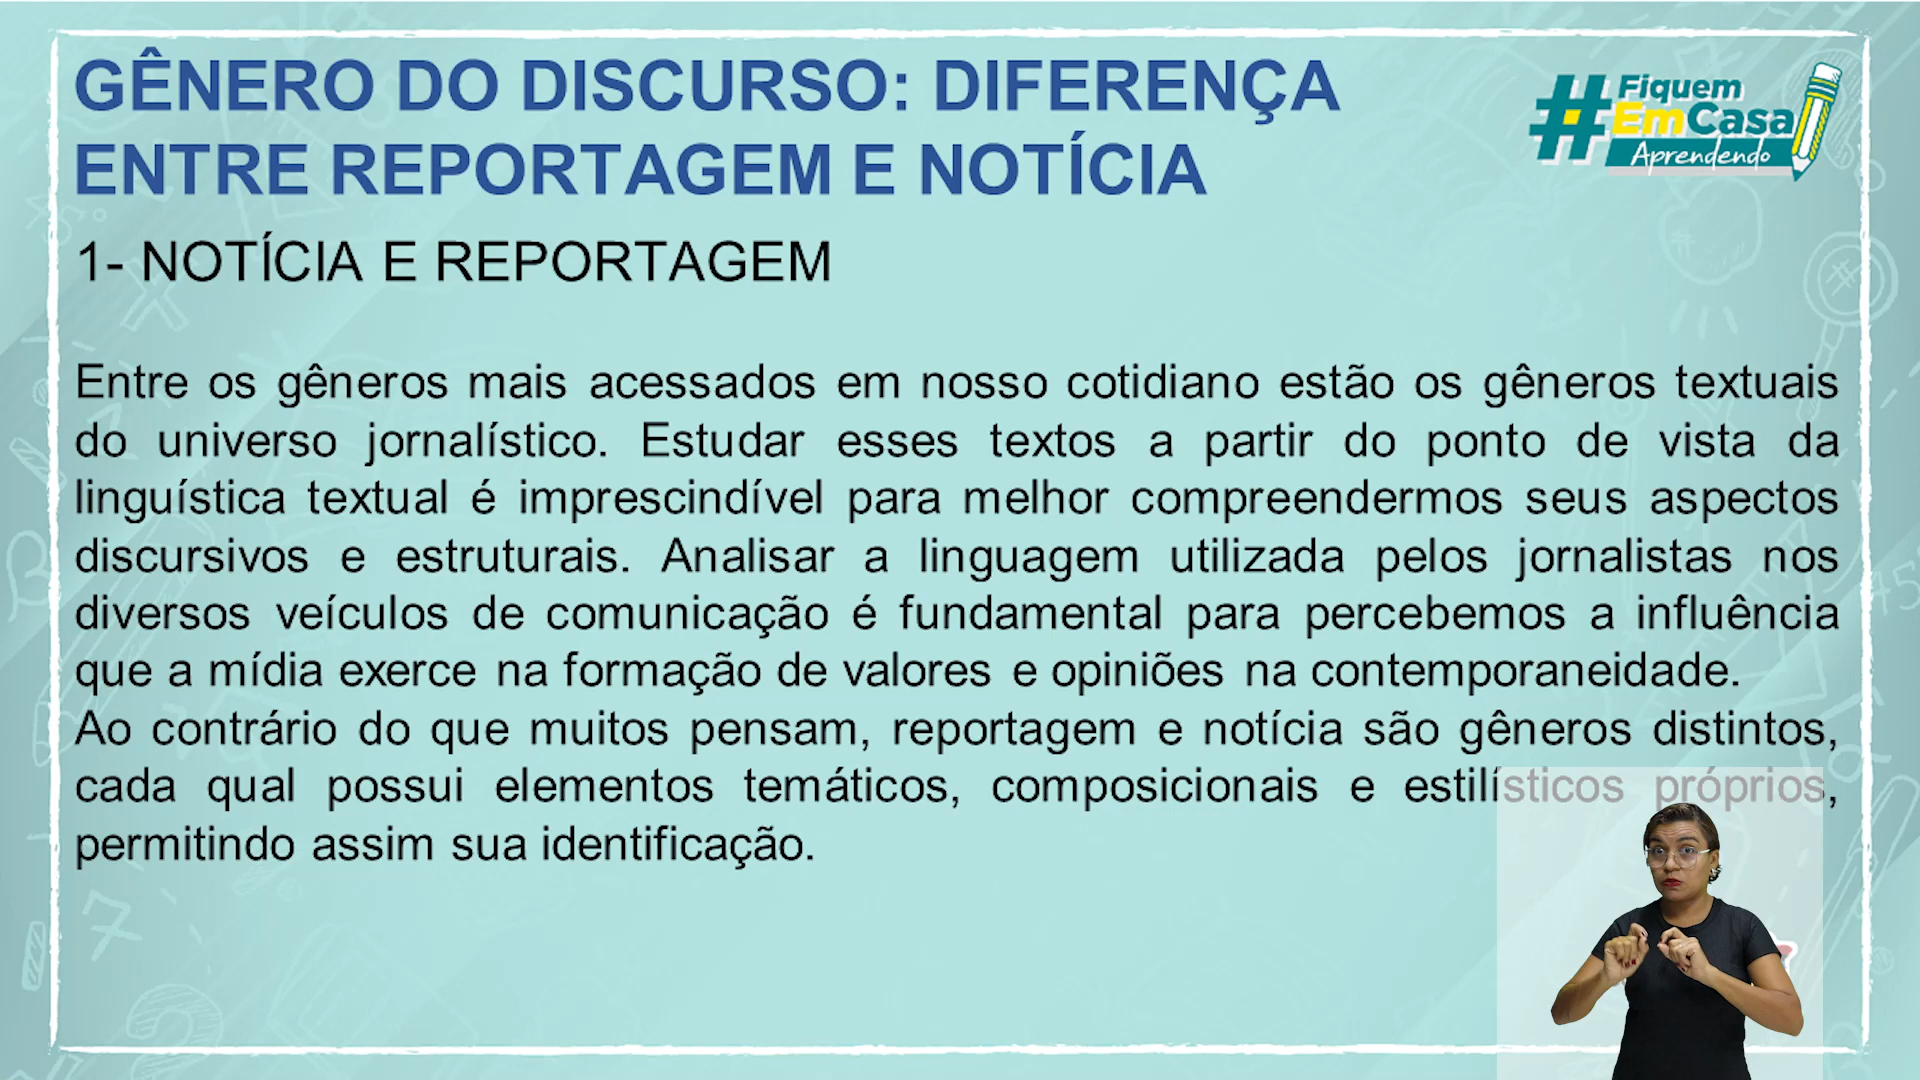 GÊNERO DO DISCURSO: DIFERENÇA
ENTRE REPORTAGEM E NOTÍCIA
#Fiquem
EmCasa
Aprendendo
1- NOTÍCIA E REPORTAGEM
Entre os gêneros mais acessados em nosso cotidiano estão os gêneros textuais
do universo jornalístico. Estudar esses textos a partir do ponto de vista da
linguística textual é imprescindível para melhor compreendermos seus aspectos
discursivos e estruturais. Analisar a linguagem utilizada pelos jornalistas nos
diversos veículos de comunicação é fundamental para percebemos a influência
que a mídia exerce na formação de valores e opiniões na contemporaneidade.
Ao contrário do que muitos pensam, reportagem e notícia são gêneros distintos,
cada qual possui elementos temáticos, composicionais e estilísticos próprios,
permitindo assim sua identificação.